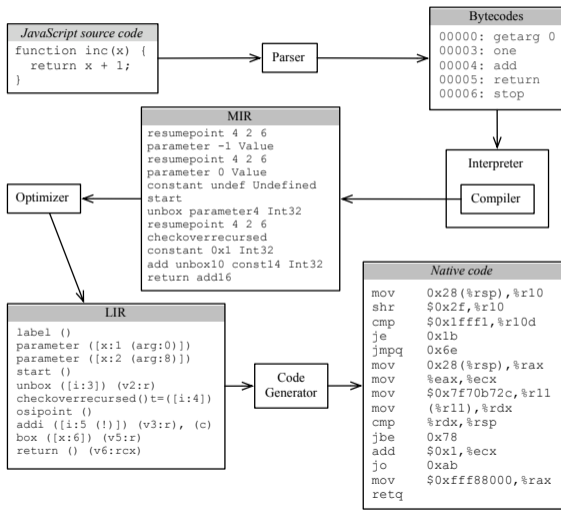 JavaScript source code
function inc(x) {
return x + 1;
}
Parser
Bytecodes
00000: getarg 0
00003: one
00004: add
00005: return
00006: stop
Interpreter
Compiler
MIR
resumepoint 4 2 6
parameter -1 Value
resumepoint 4 2 6
parameter 0 Value
constant undef Undefined
start
unbox parameter4 Int32
resumepoint 4 2 6
checkoverrecursed
constant 0x1 Int32
add unbox10 const14 Int32
return add16
Optimizer
LIR
label ()
parameter ([x:1 (arg:0)])
parameter ([x:2 (arg:8)])
start ()
unbox ([i:3]) (v2:r)
checkoverrecursed()t=([i:4])
osipoint ()
addi ([i:5 (!)]) (v3:r), (c)
box ([x:6]) (v5:r)
return () (v6:rcx)
Code
Generator
Native code
mov 0x28(%rsp),%r10
shr $0x2f,%r10
cmp $0x1fff1,%r10d
je 0x1b
jmpq 0x6e
mov 0x28(%rsp),%rax
mov %eax,%ecx
mov $0x7f70b72c,%r11
mov (%r11),%rdx
cmp %rdx,%rsp
jbe 0x78
add $0x1,%ecx
jo 0xab
mov $0xfff88000,%rax
retq